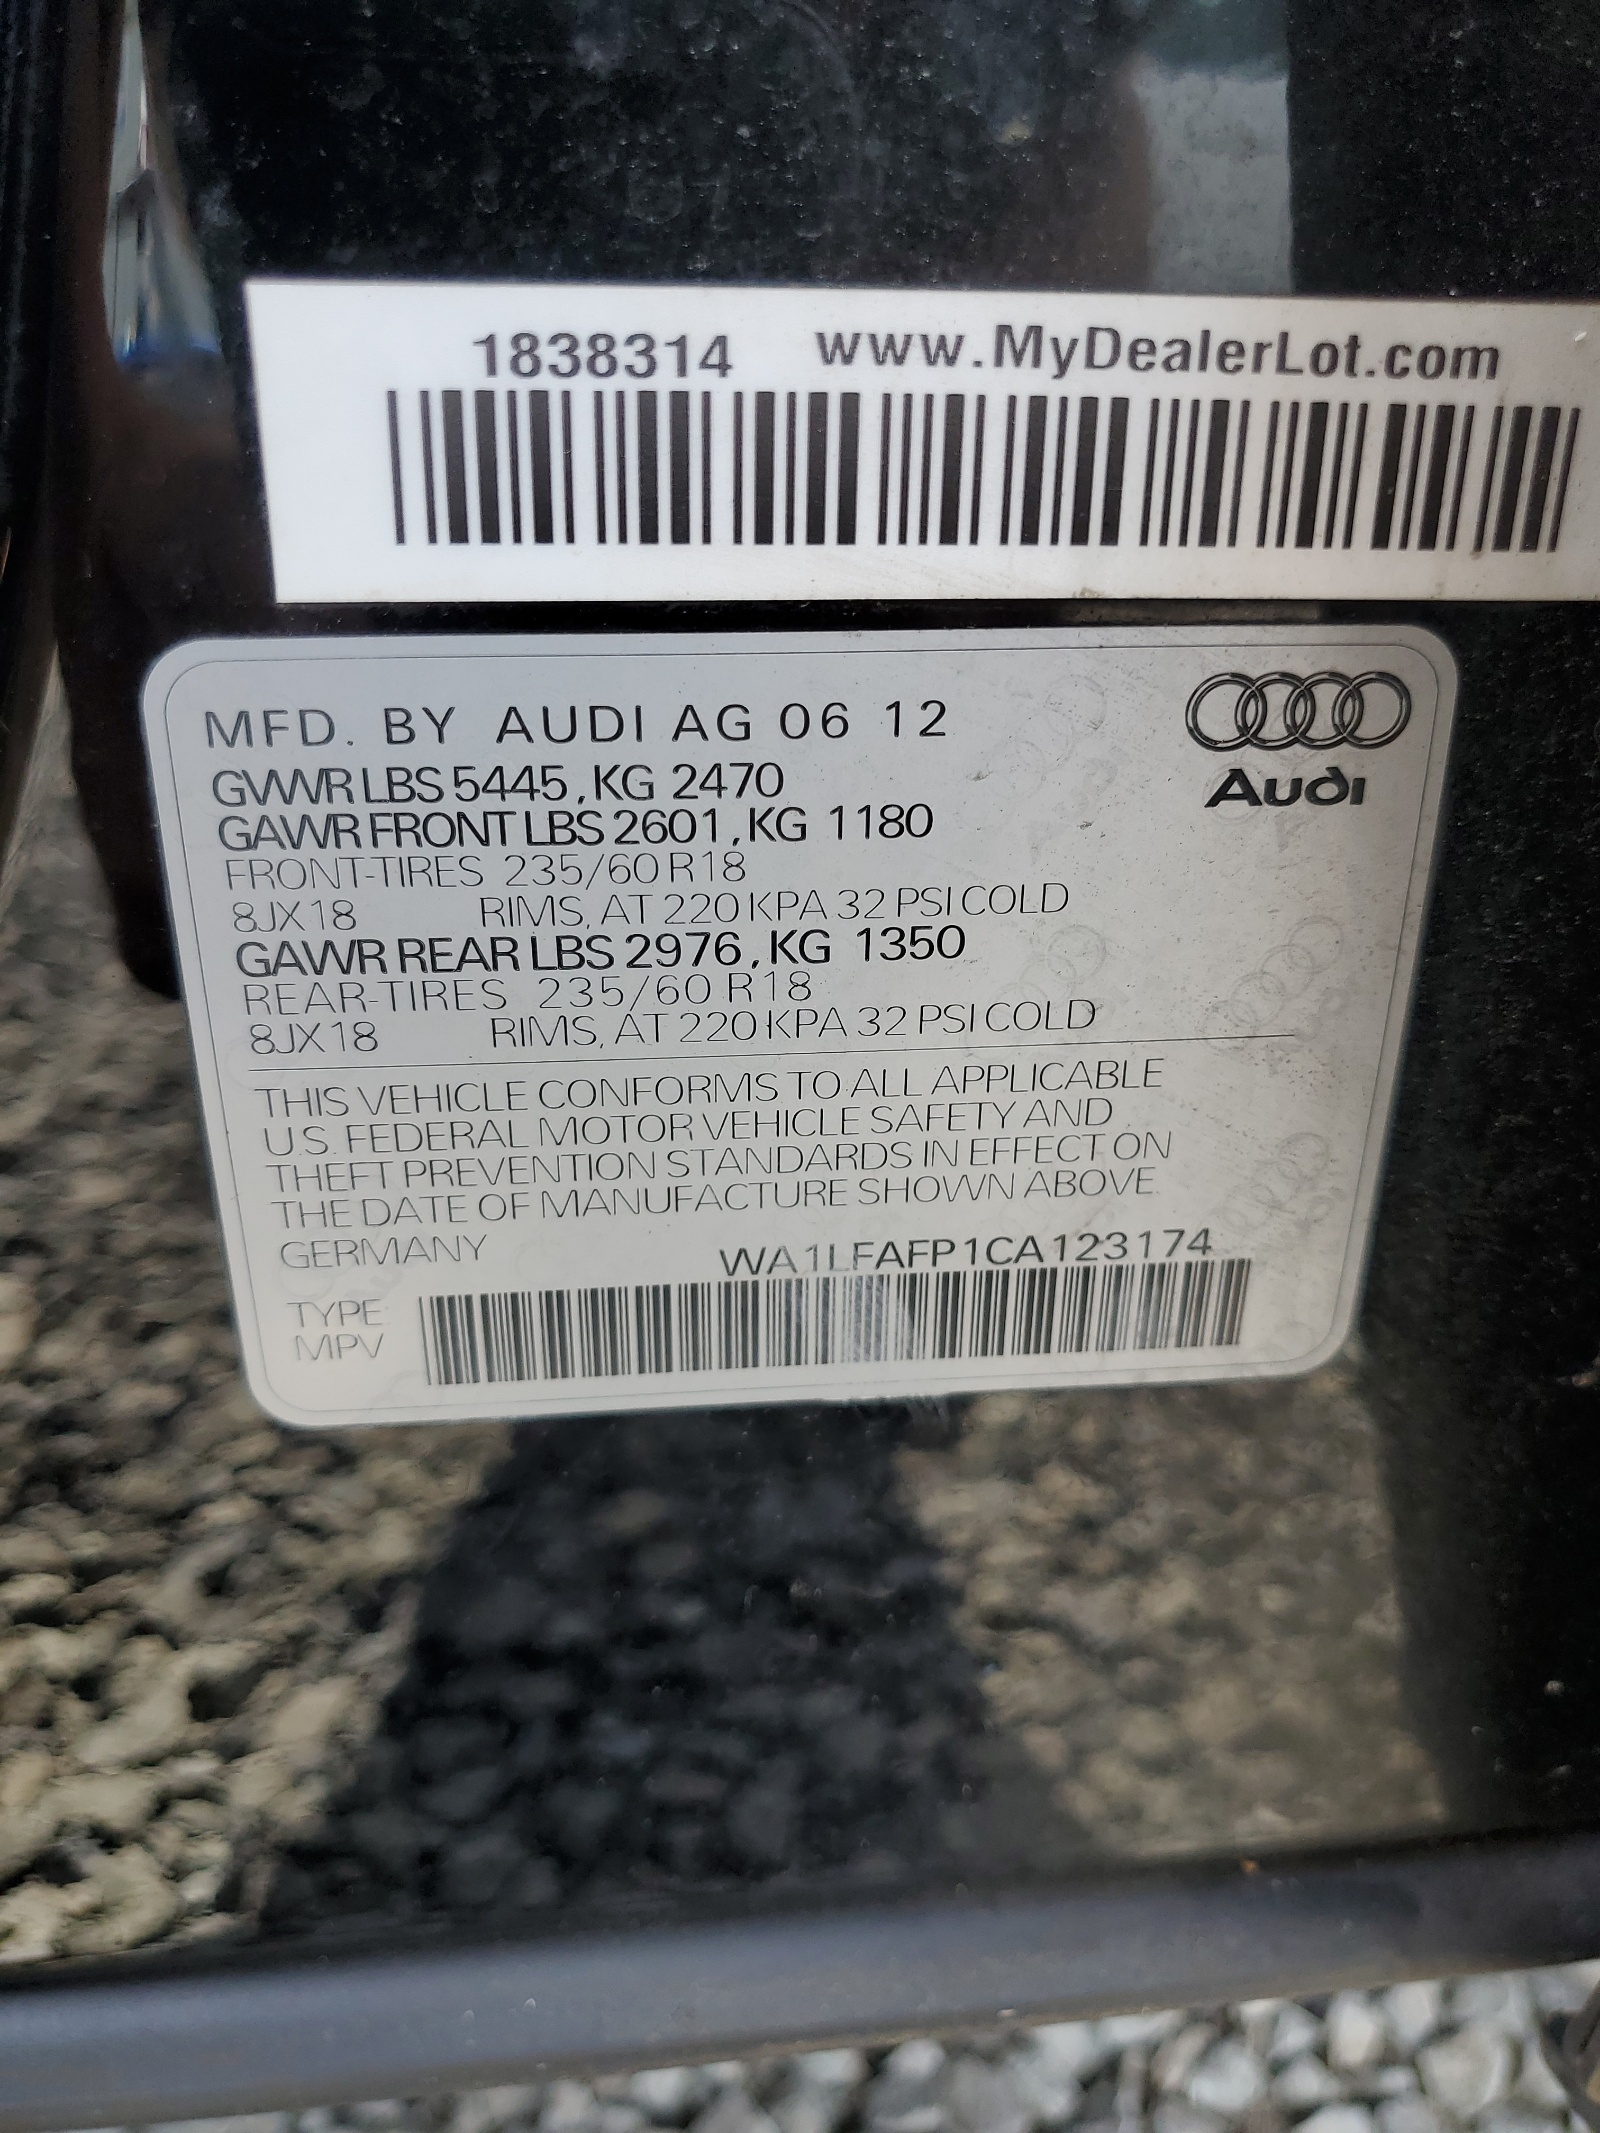 1838314 www.MyDealerLot.com
MFD. BY AUDI AG 06 12
Audi
GVWR LBS 5445, KG 2470
GAWR FRONT LBS 2601, KG 1180
FRONT-TIRES 235/60 R18
8JX18 RIMS, AT 220 KPA 32 PSI COLD
GAWR REAR LBS 2976, KG 1350
REAR-TIRES 235/60 R18
8JX18 RIMS, AT 220 KPA 32 PSI COLD
THIS VEHICLE CONFORMS TO ALL APPLICABLE
U.S. FEDERAL MOTOR VEHICLE SAFETY AND
THEFT PREVENTION STANDARDS IN EFFECT ON
THE DATE OF MANUFACTURE SHOWN ABOVE.
GERMANY WA1LFAFP1CA123174
TYPE:
MPV